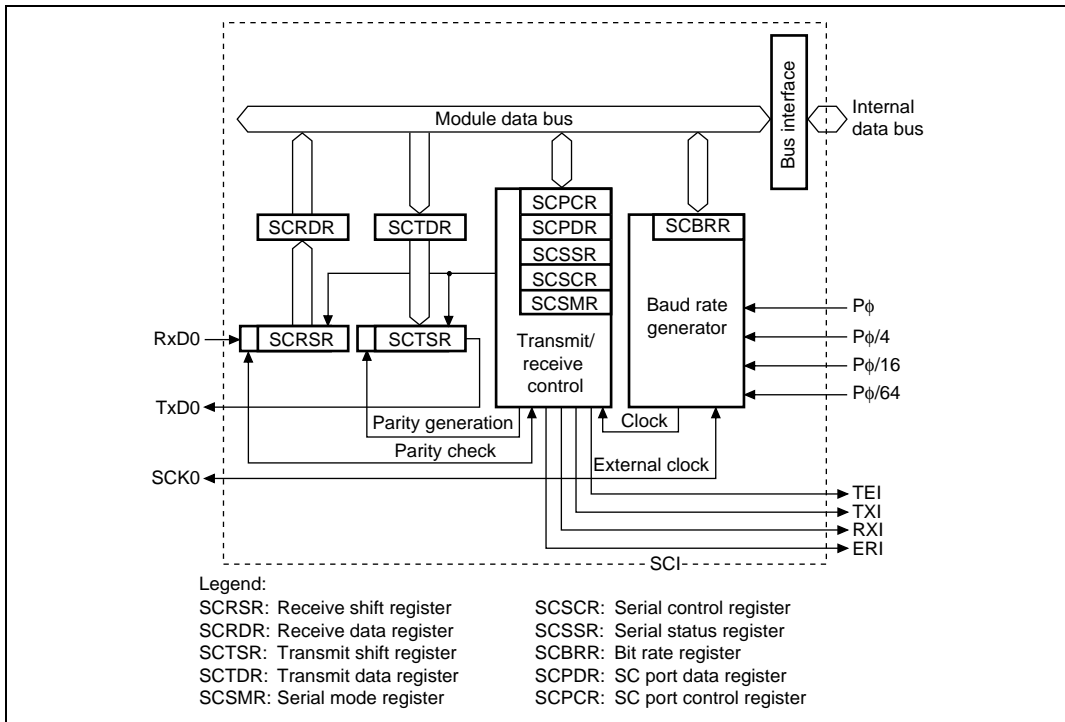 Bus interface
Internal
data bus
Module data bus
SCRDR
SCTDR
SCPCR
SCPDR
SCSSR
SCSCR
SCSMR
Transmit/
receive
control
SCBRR
Baud rate
generator
Pϕ
Pϕ/4
Pϕ/16
Pϕ/64
RxD0
SCRSR
SCTSR
TxD0
Parity generation
Parity check
Clock
SCK0
External clock
TEI
TXI
RXI
ERI
SCI
Legend:
SCRSR: Receive shift register
SCRDR: Receive data register
SCTSR: Transmit shift register
SCTDR: Transmit data register
SCSMR: Serial mode register
SCSCR: Serial control register
SCSSR: Serial status register
SCBRR: Bit rate register
SCPDR: SC port data register
SCPCR: SC port control register